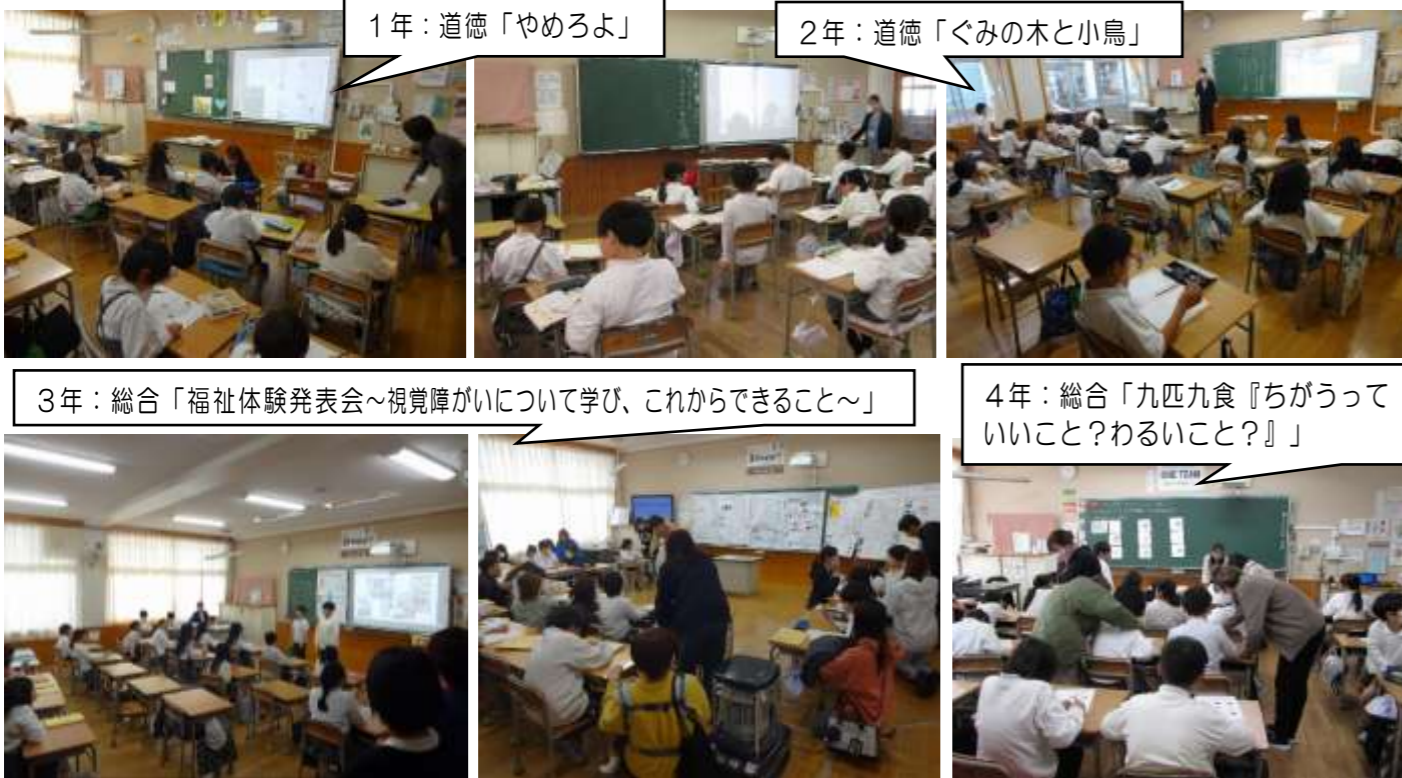 1年:道徳「やめろよ」
2年:道徳「ぐみの木と小鳥」
3年:総合「福祉体験発表会~視覚障がいについて学び、これからできること~」
4年:総合「九匹九食『ちがうって
いいこと?わるいこと?』」
ONE TEAM